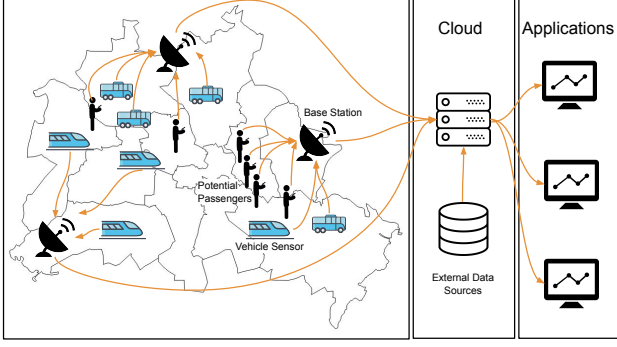 Cloud
Applications
Base Station
Potential
Passengers
Vehicle Sensor
External Data
Sources